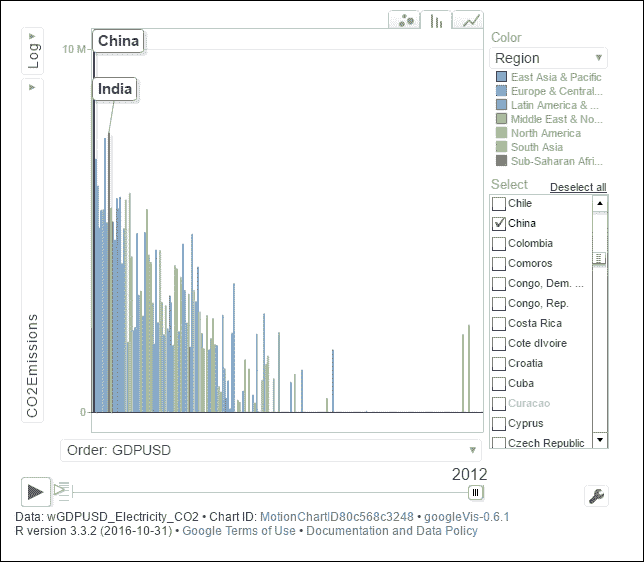 Log
CO2Emissions
10 M
0
China
India
Color
Region
East Asia & Pacific
Europe & Central...
Latin America & ...
Middle East & No...
North America
South Asia
Sub-Saharan Afri...
Select
Deselect all
Chile
China
Colombia
Comoros
Congo, Dem. ...
Congo, Rep.
Costa Rica
Cote dIvoire
Croatia
Cuba
Curacao
Cyprus
Czech Republic
Order: GDPUSD
2012
Data: wGDPUSD_Electricity_CO2 • Chart ID: MotionChartID80c568c3248 • googleVis-0.6.1
R version 3.3.2 (2016-10-31) • Google Terms of Use • Documentation and Data Policy